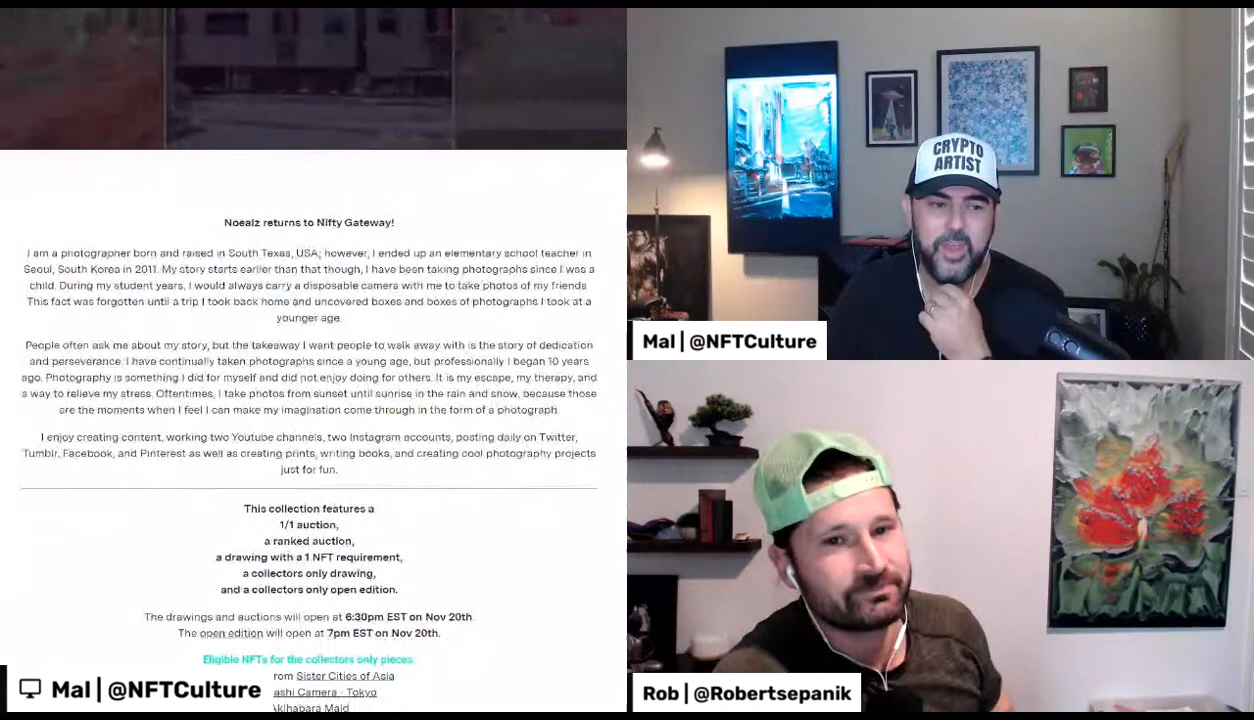 Noealz returns to Nifty Gateway!
I am a photographer born and raised in South Texas, USA; however, I ended up an elementary school teacher in
Seoul, South Korea in 2011. My story starts earlier than that though, I have been taking photographs since I was a
child. During my student years, I would always carry a disposable camera with me to take photos of my friends.
This fact was forgotten until a trip I took back home and uncovered boxes and boxes of photographs I took at a
younger age.
People often ask me about my story, but the takeaway I want people to walk away with is the story of dedication
and perseverance. I have continually taken photographs since a young age, but professionally I began 10 years
ago. Photography is something I did for myself and did not enjoy doing for others. It is my escape, my therapy, and
a way to relieve my stress. Oftentimes, I take photos from sunset until sunrise in the rain and snow, because those
are the moments when I feel I can make my imagination come through in the form of a photograph.
I enjoy creating content, working two Youtube channels, two Instagram accounts, posting daily on Twitter,
Tumblr, Facebook, and Pinterest as well as creating prints, writing books, and creating cool photography projects
just for fun.
This collection features a
1/1 auction,
a ranked auction,
a drawing with a 1 NFT requirement,
a collectors only drawing,
and a collectors only open edition.
The drawings and auctions will open at 6:30pm EST on Nov 20th.
The open edition will open at 7pm EST on Nov 20th.
Eligible NFTs for the collectors only pieces:
rom Sister Cities of Asia
ashi Camera - Tokyo
Akihabara Maid
Mal | @NFTCulture
CRYPTO
ARTIST
Mal | @NFTCulture
Rob | @Robertsepanik